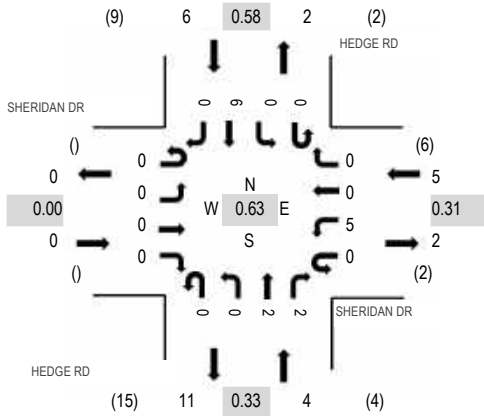 (9) 6 0.58 2 (2)
HEDGE RD
SHERIDAN DR
0 6 0 0
() (6)
0 0 0 5
0.00 0 0 0.31
N
W 0.63 E
S
0 5
0 0 0 2
() (2)
0 0 2 2
SHERIDAN DR
HEDGE RD
(15) 11 0.33 4 (4)